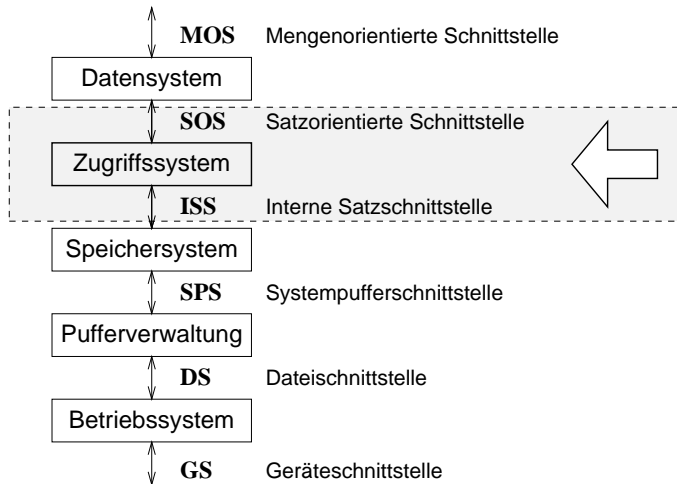 MOS Mengenorientierte Schnittstelle
Datensystem
SOS Satzorientierte Schnittstelle
Zugriffssystem
ISS Interne Satzschnittstelle
Speichersystem
SPS Systempufferschnittstelle
Pufferverwaltung
DS Dateischnittstelle
Betriebssystem
GS Geräteschnittstelle